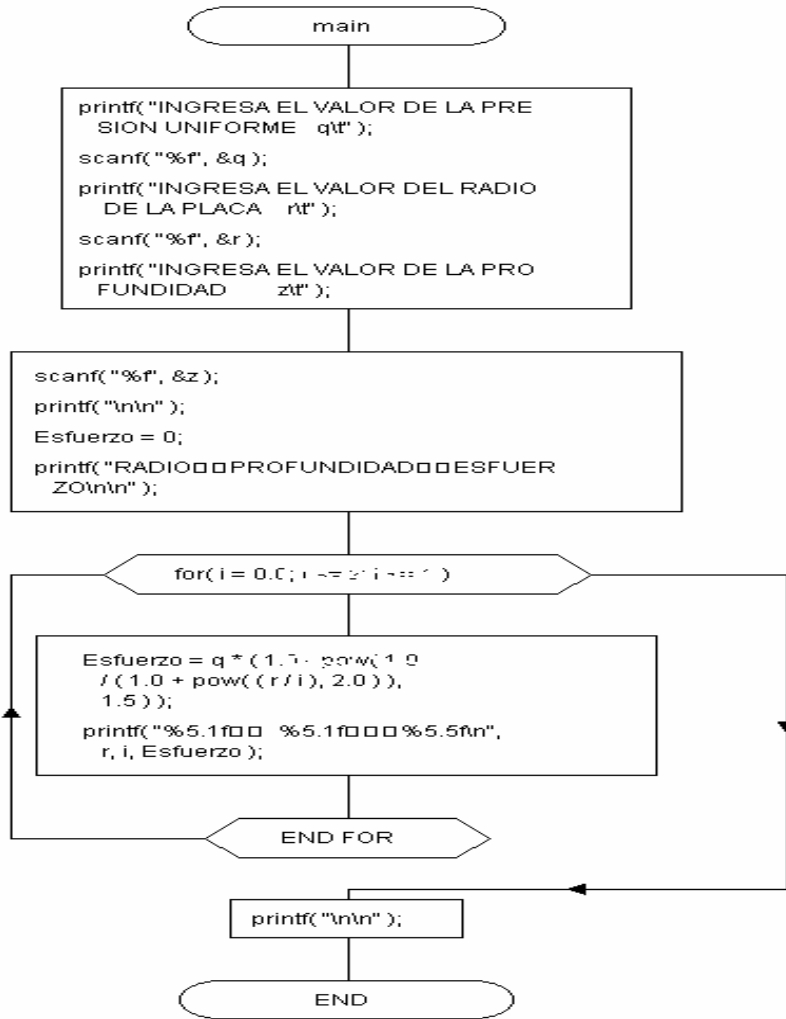 main
printf("INGRESA EL VALOR DE LA PRE
SION UNIFORME q\t" );
scanf("%f", &q );
printf("INGRESA EL VALOR DEL RADIO
DE LA PLACA r\t" );
scanf("%f", &r );
printf("INGRESA EL VALOR DE LA PRO
FUNDIDAD z\t" );
scanf("%f", &z );
printf("\n\n" );
Esfuerzo = 0;
printf("RADIO□□PROFUNDIDAD□□ESFUER
ZO\n\n" );
for( i = 0.0;
Esfuerzo = q * ( pow(
/ ( 1.0 + pow( ( r / i ), 2.0 ) ),
1.5 ) );
printf("%5.1f□□ %5.1f□□□%5.5f\n",
r, i, Esfuerzo );
END FOR
printf("\n\n" );
END